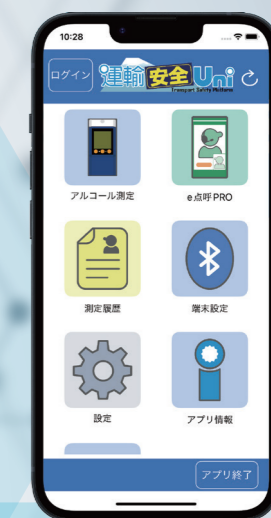 10:28
ログイン
運輸安全Uni
Transport Safety Platform
アルコール測定
e点呼PRO
測定履歴
端末設定
設定
アプリ情報
アプリ終了